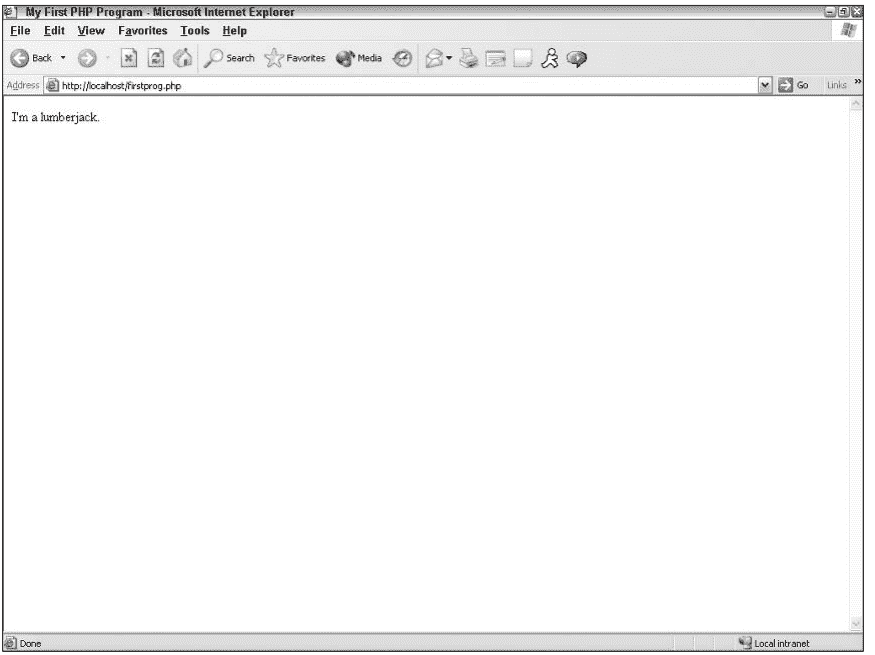 My First PHP Program - Microsoft Internet Explorer
File Edit View Favorites Tools Help
Back Search Favorites Media
Address http://localhost/firstprog.php Go Links »
I'm a lumberjack.
Done Local intranet